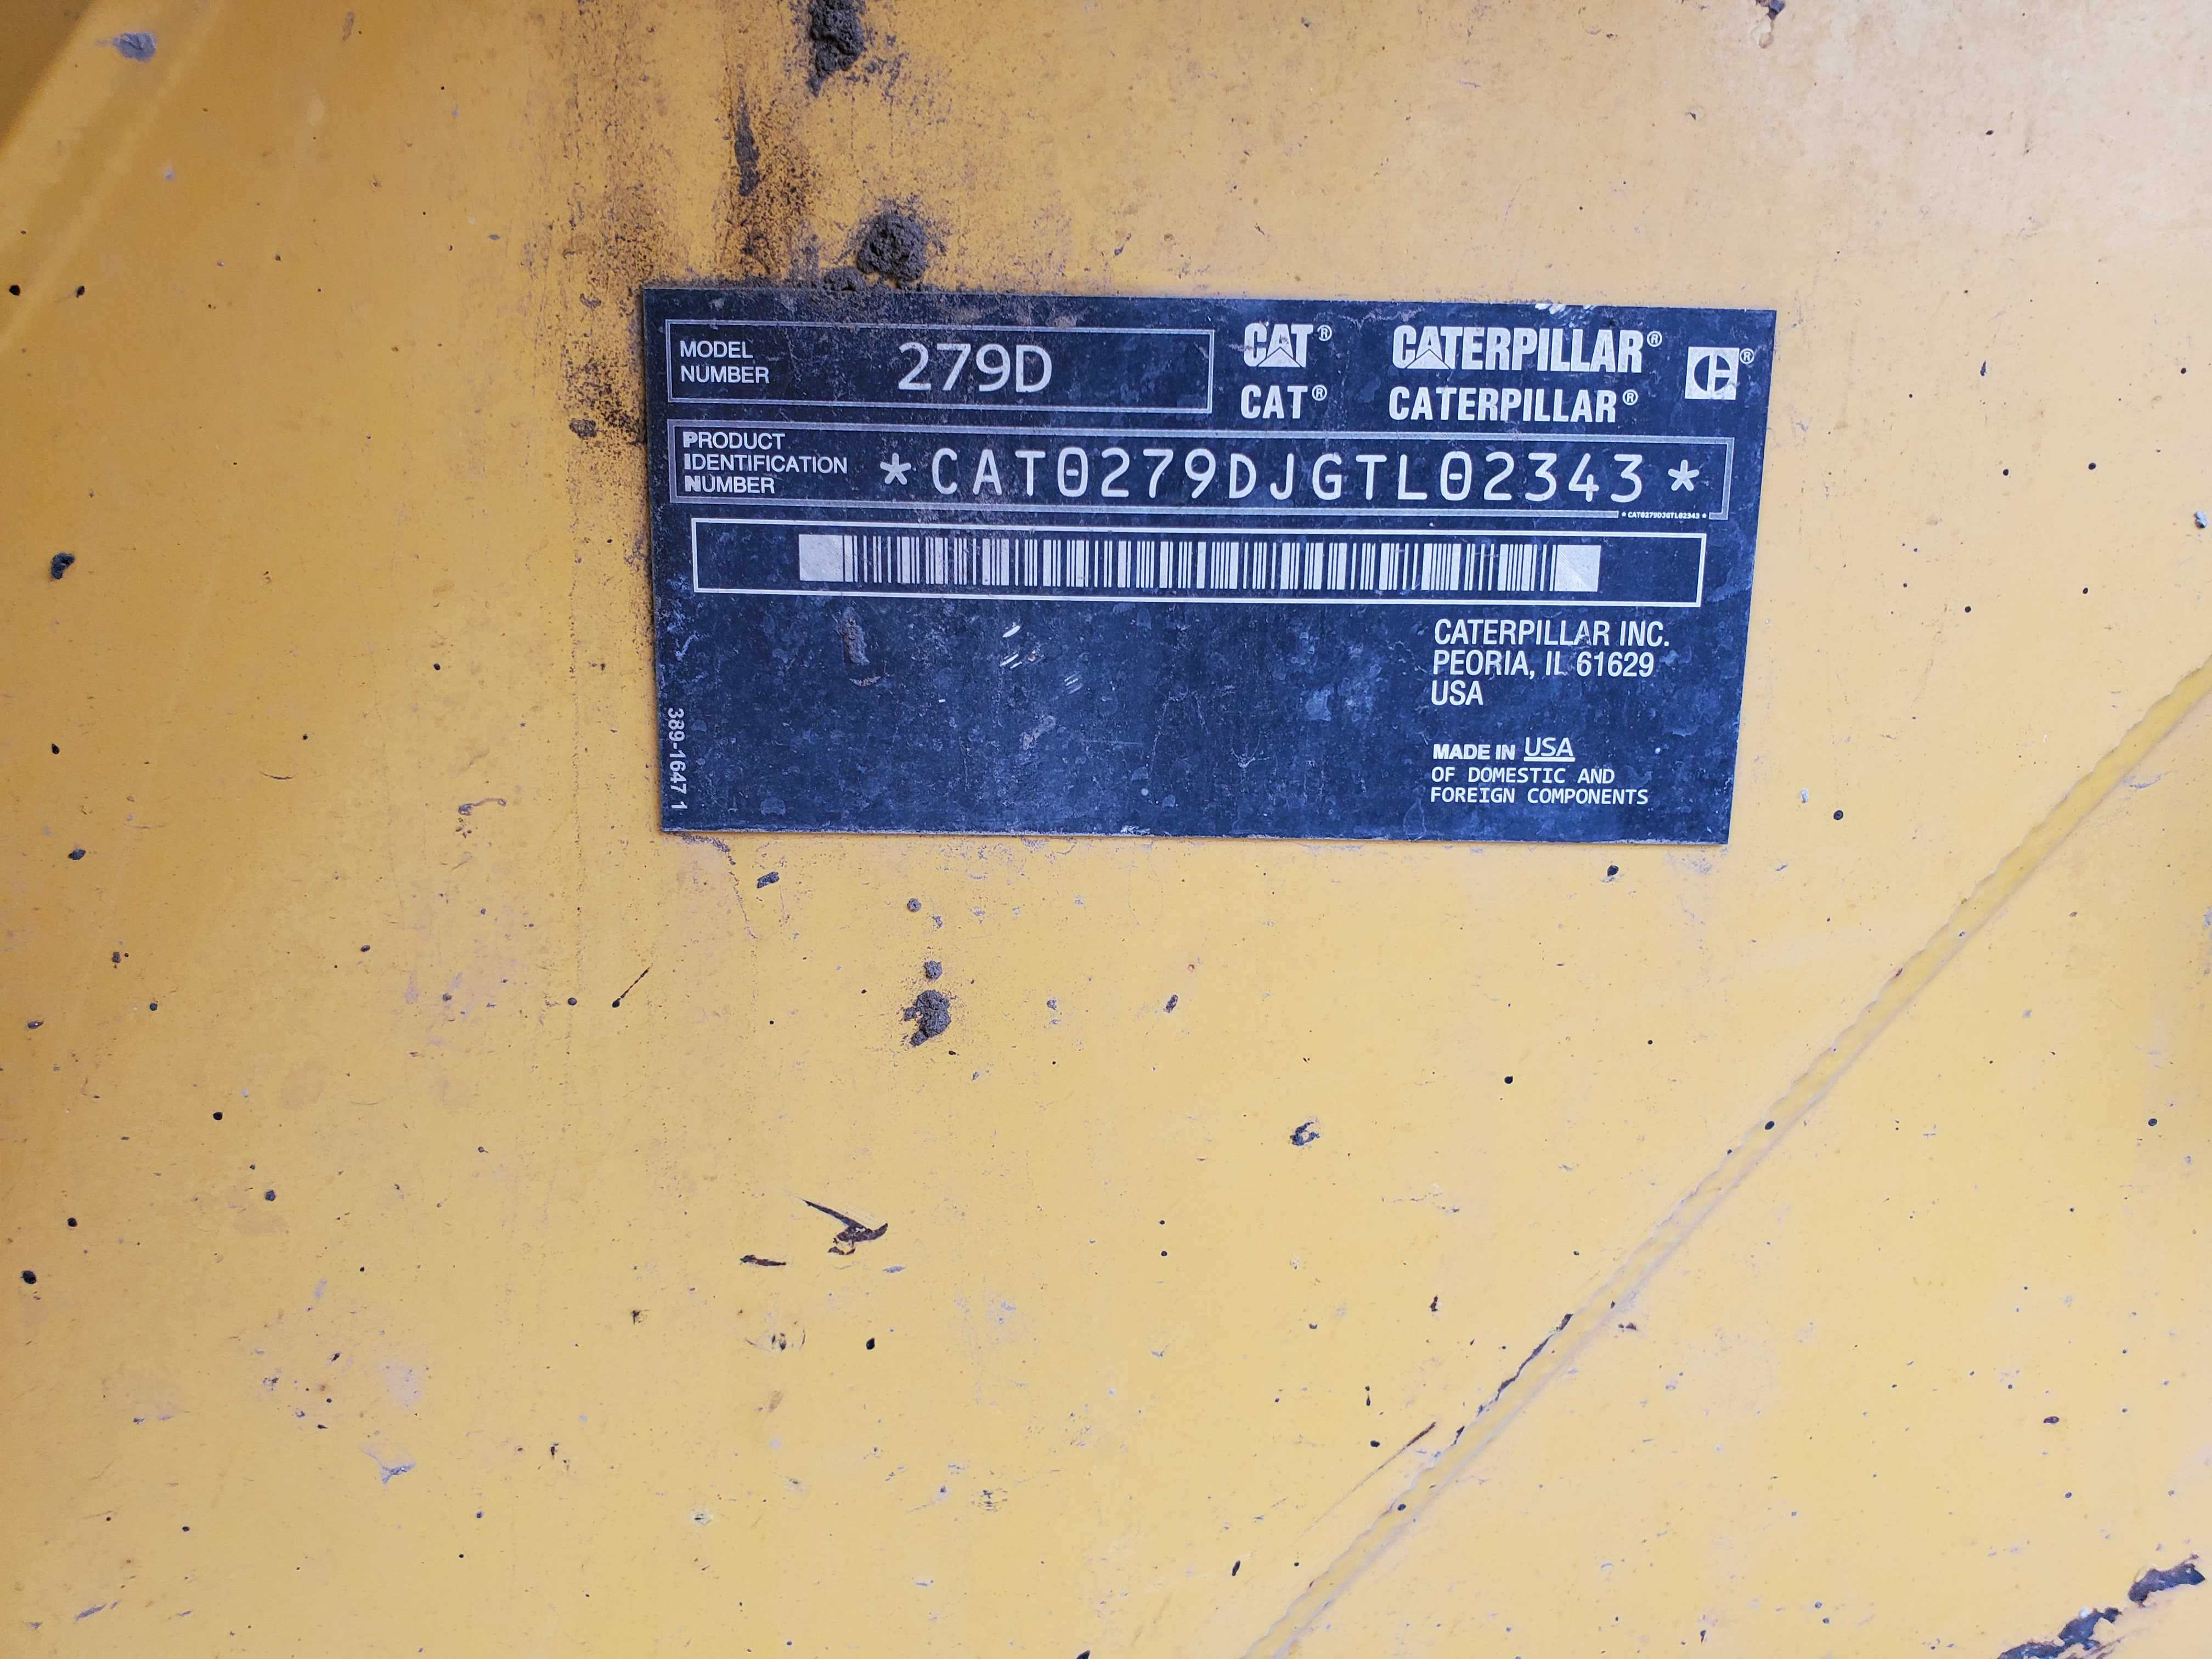 MODEL NUMBER 279D
CAT® CATERPILLAR®
CAT® CATERPILLAR®
PRODUCT IDENTIFICATION NUMBER *CAT0279DJGTL02343*
*CAT0279DJGTL02343*
CATERPILLAR INC.
PEORIA, IL 61629
USA
MADE IN USA
OF DOMESTIC AND
FOREIGN COMPONENTS
389-1647 1